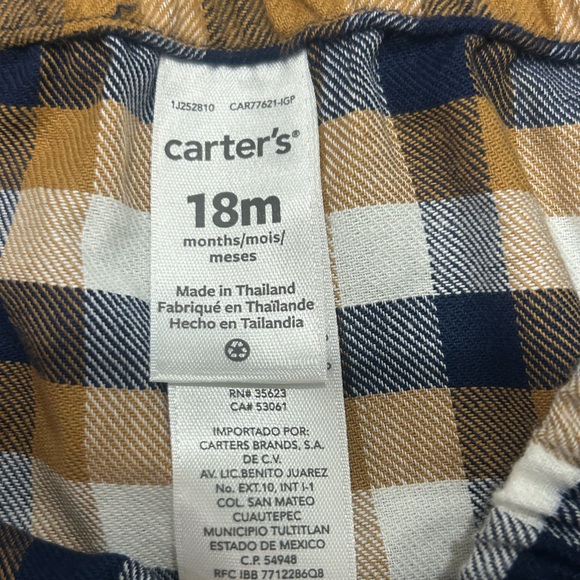 1J252810 CAR77621-IGP
carter's®
18m
months/mois/
meses
Made in Thailand
Fabriqué en Thaïlande
Hecho en Tailandia
RN# 35623
CA# 53061
IMPORTADO POR:
CARTERS BRANDS, S.A.
DE C.V.
AV. LIC.BENITO JUAREZ
No. EXT.10, INT I-1
COL. SAN MATEO
CUAUTEPEC
MUNICIPIO TULTITLAN
ESTADO DE MEXICO
C.P. 54948
RFC IBB 7712286Q8